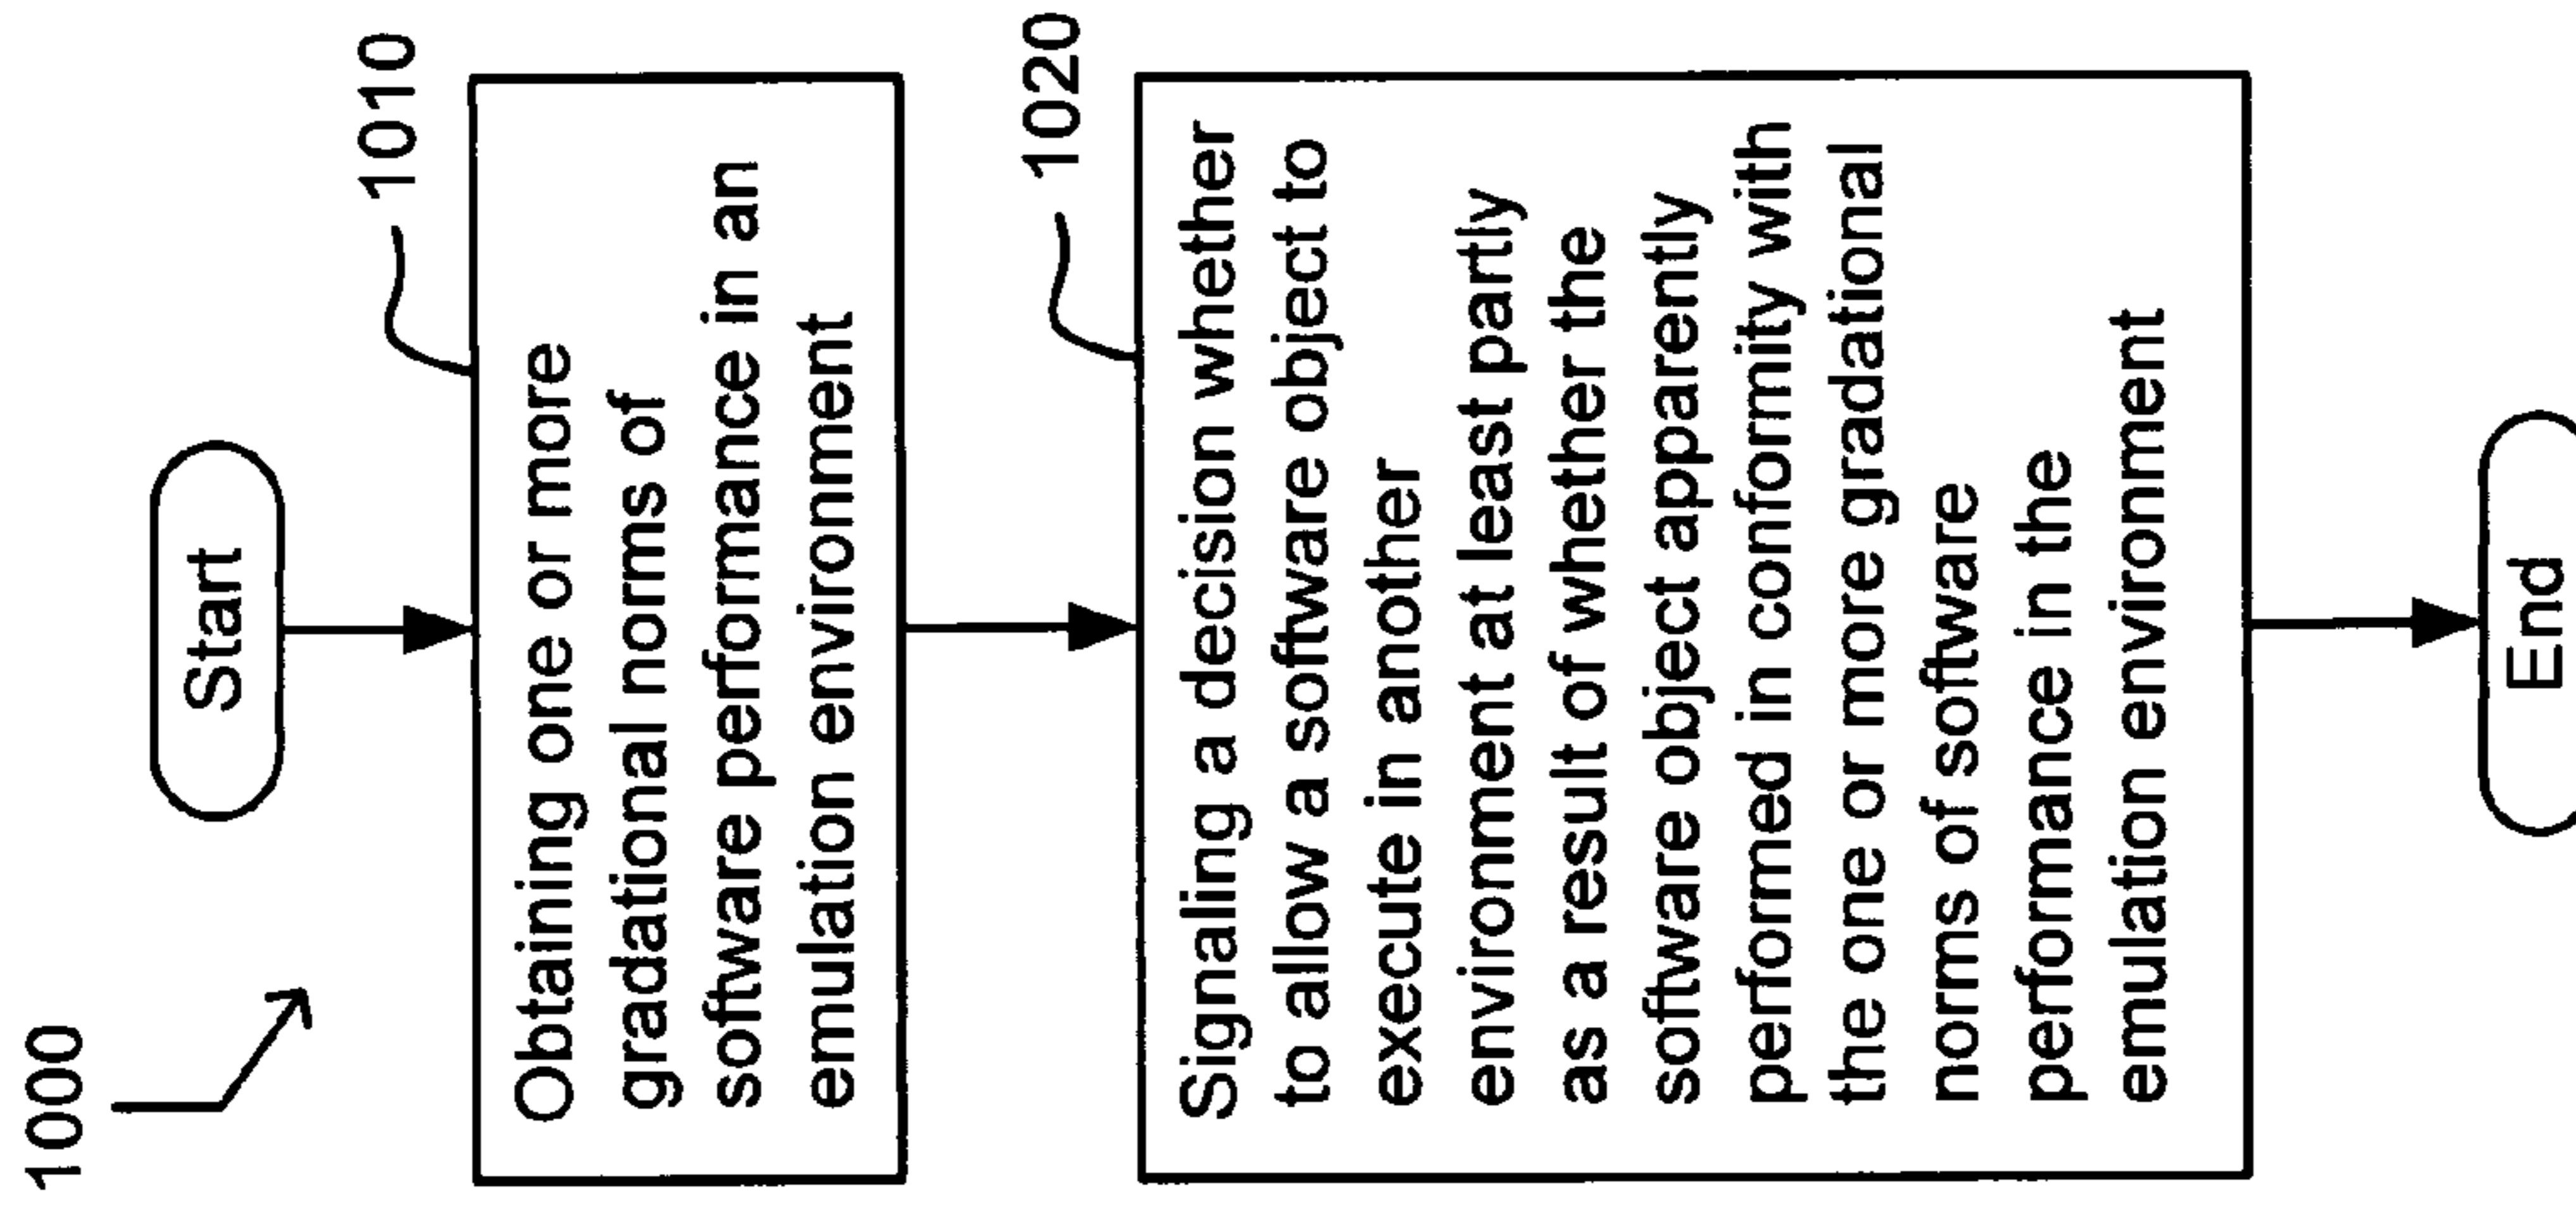 1000
Start
1010
Obtaining one or more
gradational norms of
software performance in an
emulation environment
1020
Signaling a decision whether
to allow a software object to
execute in another
environment at least partly
as a result of whether the
software object apparently
performed in conformity with
the one or more gradational
norms of software
performance in the
emulation environment
End